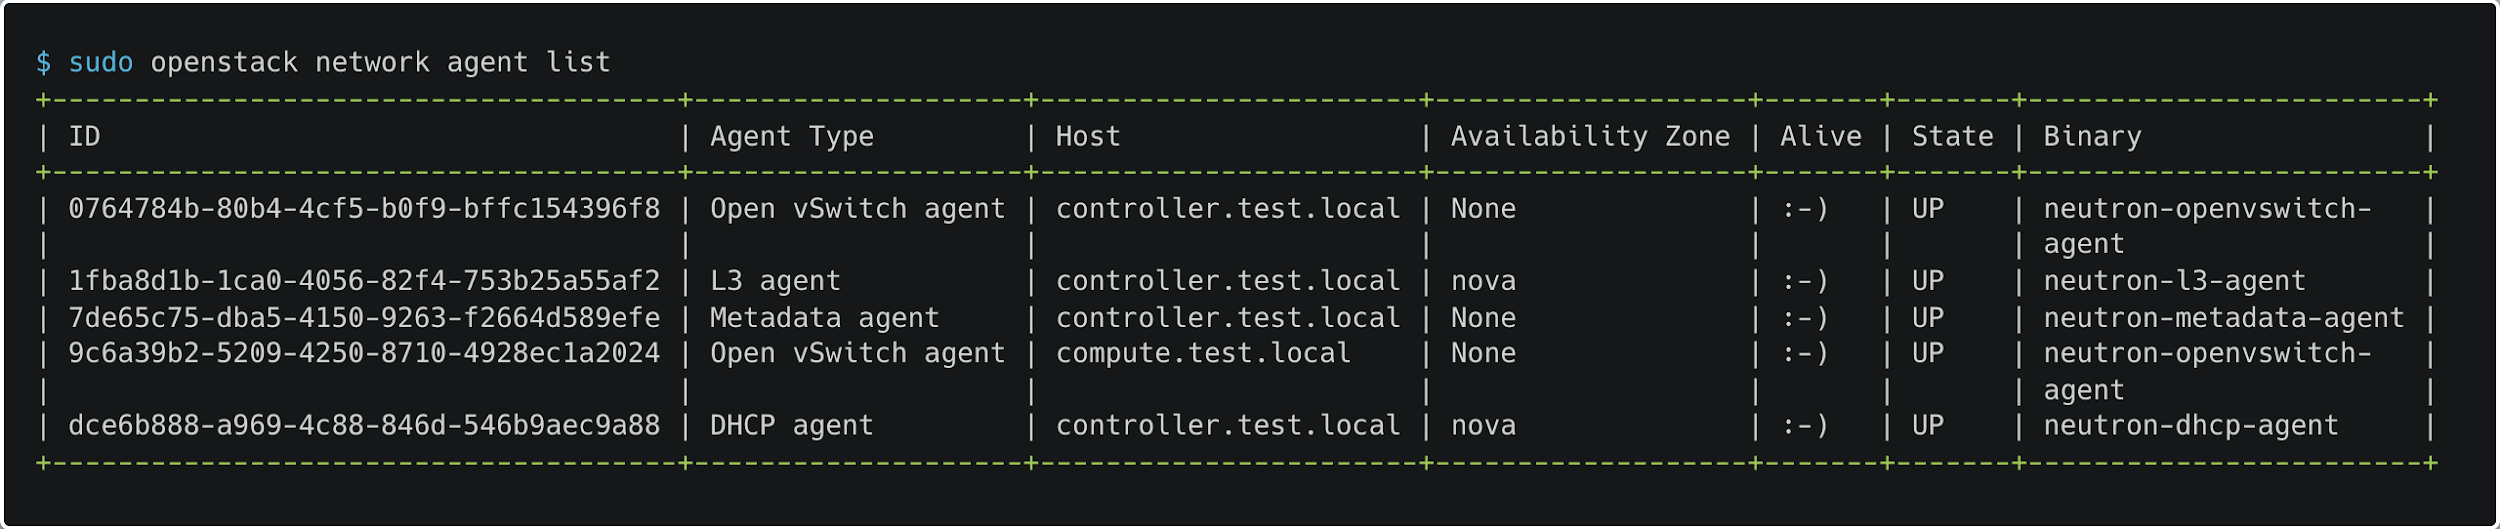 $ sudo openstack network agent list
+--------------------------------------+--------------------+------------------------+-------------------+-------+-------+------------------------+
| ID                                   | Agent Type         | Host                   | Availability Zone | Alive | State | Binary                 |
+--------------------------------------+--------------------+------------------------+-------------------+-------+-------+------------------------+
| 0764784b-80b4-4cf5-b0f9-bffc154396f8 | Open vSwitch agent | controller.test.local | None              | :-)   | UP    | neutron-openvswitch-   |
|                                      |                    |                       |                   |       |       | agent                  |
| 1fba8d1b-1ca0-4056-82f4-753b25a55af2 | L3 agent           | controller.test.local | nova              | :-)   | UP    | neutron-l3-agent       |
| 7de65c75-dba5-4150-9263-f2664d589efe | Metadata agent     | controller.test.local | None              | :-)   | UP    | neutron-metadata-agent |
| 9c6a39b2-5209-4250-8710-4928ec1a2024 | Open vSwitch agent | compute.test.local    | None              | :-)   | UP    | neutron-openvswitch-   |
|                                      |                    |                       |                   |       |       | agent                  |
| dce6b888-a969-4c88-846d-546b9aec9a88 | DHCP agent         | controller.test.local | nova              | :-)   | UP    | neutron-dhcp-agent     |
+--------------------------------------+--------------------+-----------------------+-------------------+-------+-------+------------------------+